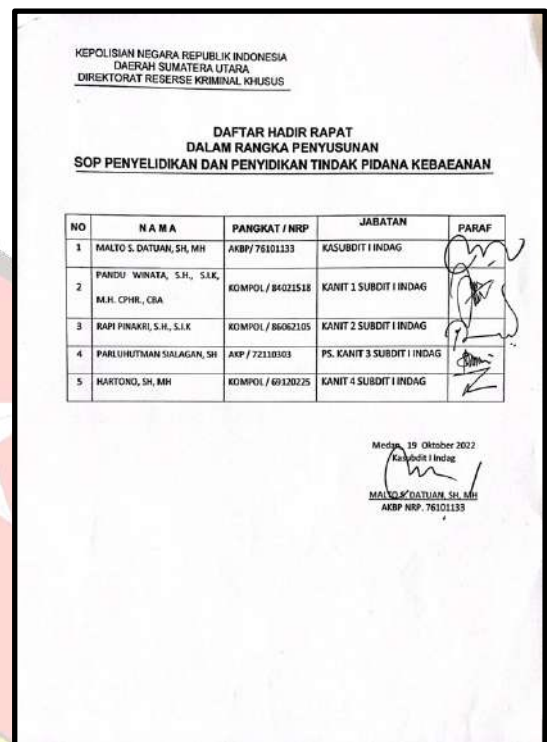 KEPOLISIAN NEGARA REPUBLIK INDONESIA
DAERAH SUMATERA UTARA
DIREKTORAT RESERSE KRIMINAL KHUSUS
DAFTAR HADIR RAPAT
DALAM RANGKA PENYUSUNAN
SOP PENYELIDIKAN DAN PENYIDIKAN TINDAK PIDANA KEBAEANAN
NO NAMA PANGKAT / NRP JABATAN PARAF
1 MALTO S. DATUAN, SH, MH AKBP/ 76101133 KASUBDIT I INDAG
2 PANDU WINATA, S.H., S.I.K, M.H. CPHR., CBA KOMPOL / 84021518 KANIT 1 SUBDIT I INDAG
3 RAPI PINAKRI, S.H., S.I.K KOMPOL / 86062105 KANIT 2 SUBDIT I INDAG
4 PARLUHUTMAN SIALAGAN, SH AKP / 72110303 PS. KANIT 3 SUBDIT I INDAG
5 HARTONO, SH, MH KOMPOL / 69120225 KANIT 4 SUBDIT I INDAG
Medan, 19 Oktober 2022
Kasubdit I Indag
MALTO S. DATUAN, SH, MH
AKBP NRP. 76101133